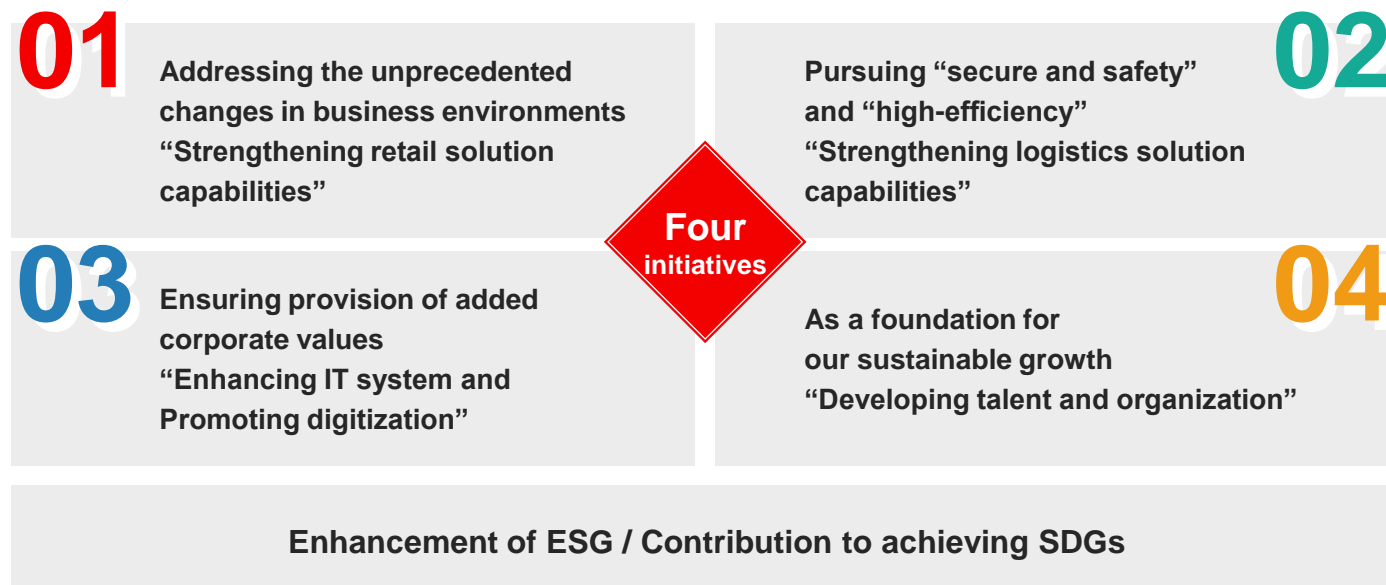 01
Addressing the unprecedented
changes in business environments
“Strengthening retail solution
capabilities”
02
Pursuing “secure and safety”
and “high-efficiency”
“Strengthening logistics solution
capabilities”
Four
initiatives
03
Ensuring provision of added
corporate values
“Enhancing IT system and
Promoting digitization”
04
As a foundation for
our sustainable growth
“Developing talent and organization”
Enhancement of ESG / Contribution to achieving SDGs